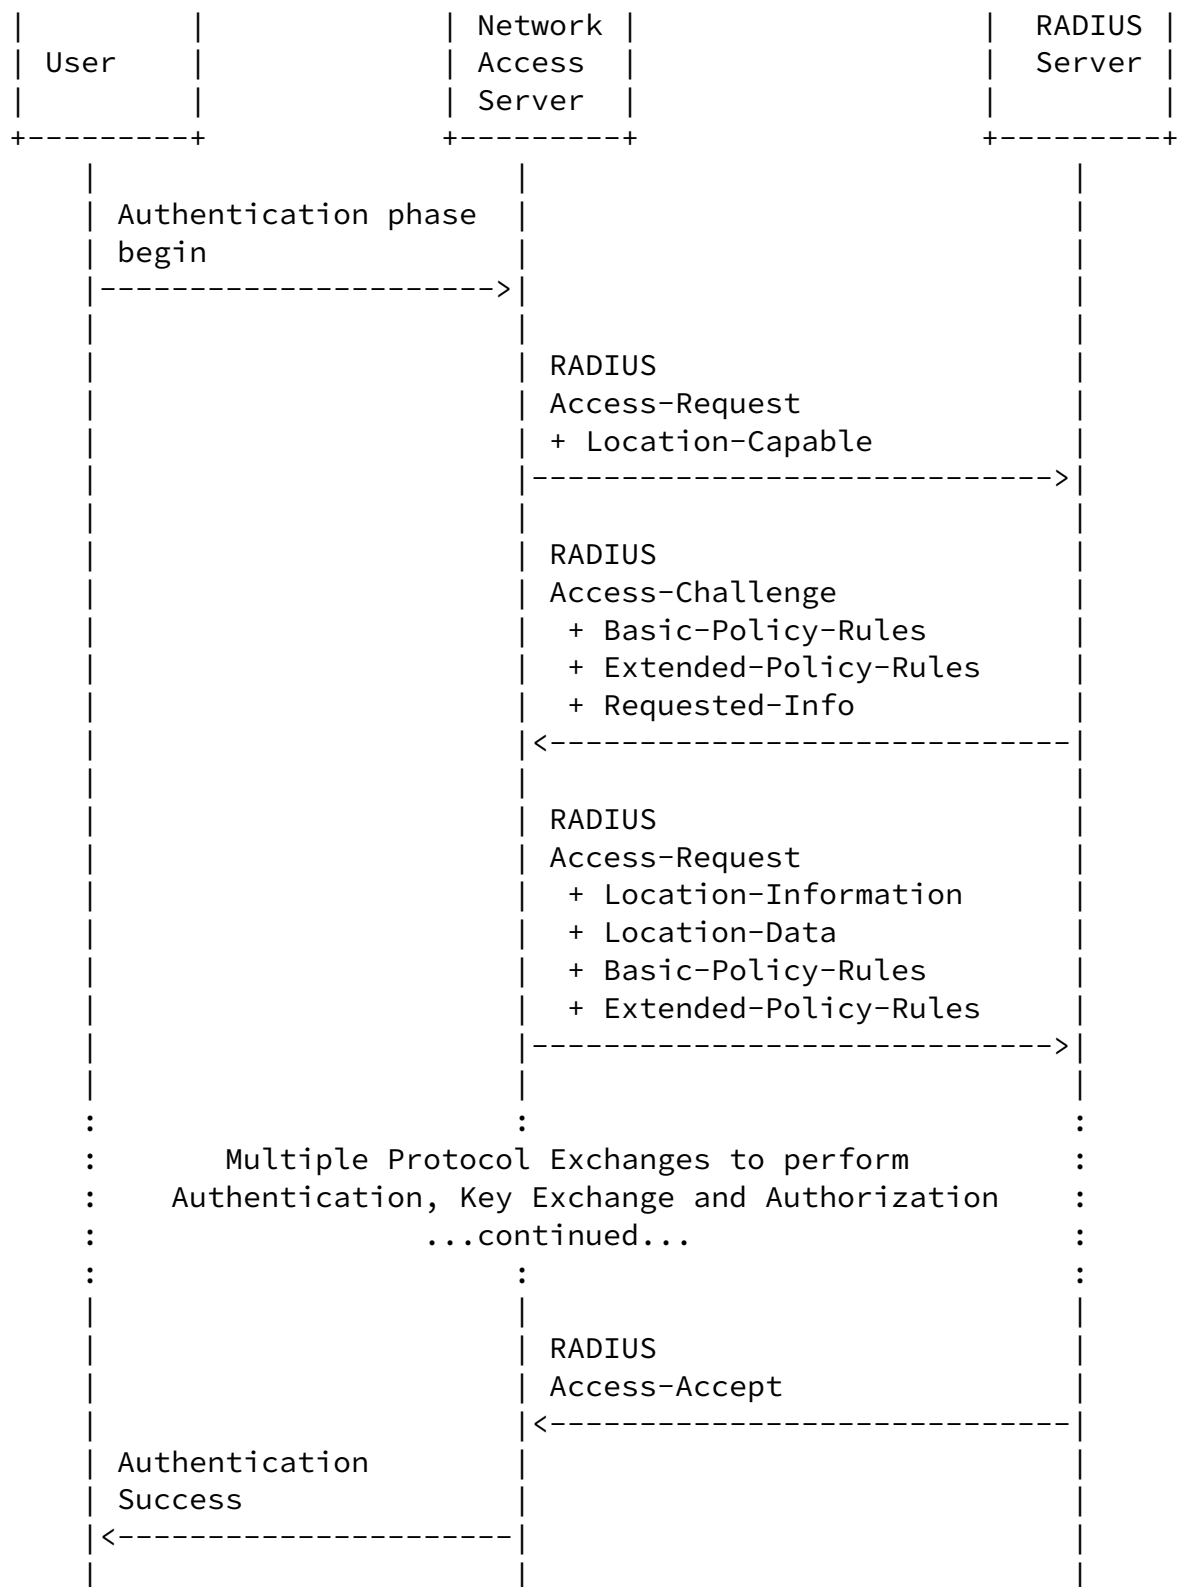 |         |             | Network |                   |  RADIUS |
| User    |             | Access  |                   |  Server |
|         |             | Server  |                   |         |
+---------+             +---------+                   +---------+
    |                       |                              |
    | Authentication phase  |                              |
    | begin                 |                              |
    |---------------------->|                              |
    |                       |                              |
    |                       | RADIUS                       |
    |                       | Access-Request               |
    |                       | + Location-Capable           |
    |                       |----------------------------->|
    |                       |                              |
    |                       | RADIUS                       |
    |                       | Access-Challenge             |
    |                       |  + Basic-Policy-Rules        |
    |                       |  + Extended-Policy-Rules     |
    |                       |  + Requested-Info            |
    |                       |<-----------------------------|
    |                       |                              |
    |                       | RADIUS                       |
    |                       | Access-Request               |
    |                       |  + Location-Information      |
    |                       |  + Location-Data             |
    |                       |  + Basic-Policy-Rules        |
    |                       |  + Extended-Policy-Rules     |
    |                       |----------------------------->|
    |                       |                              |
    :                       :                              :
    :       Multiple Protocol Exchanges to perform         :
    :    Authentication, Key Exchange and Authorization    :
    :                  ...continued...                     :
    :                       :                              :
    |                       |                              |
    |                       | RADIUS                       |
    |                       | Access-Accept                |
    |                       |<-----------------------------|
    | Authentication        |                              |
    | Success               |                              |
    |<----------------------|                              |
    |                       |                              |